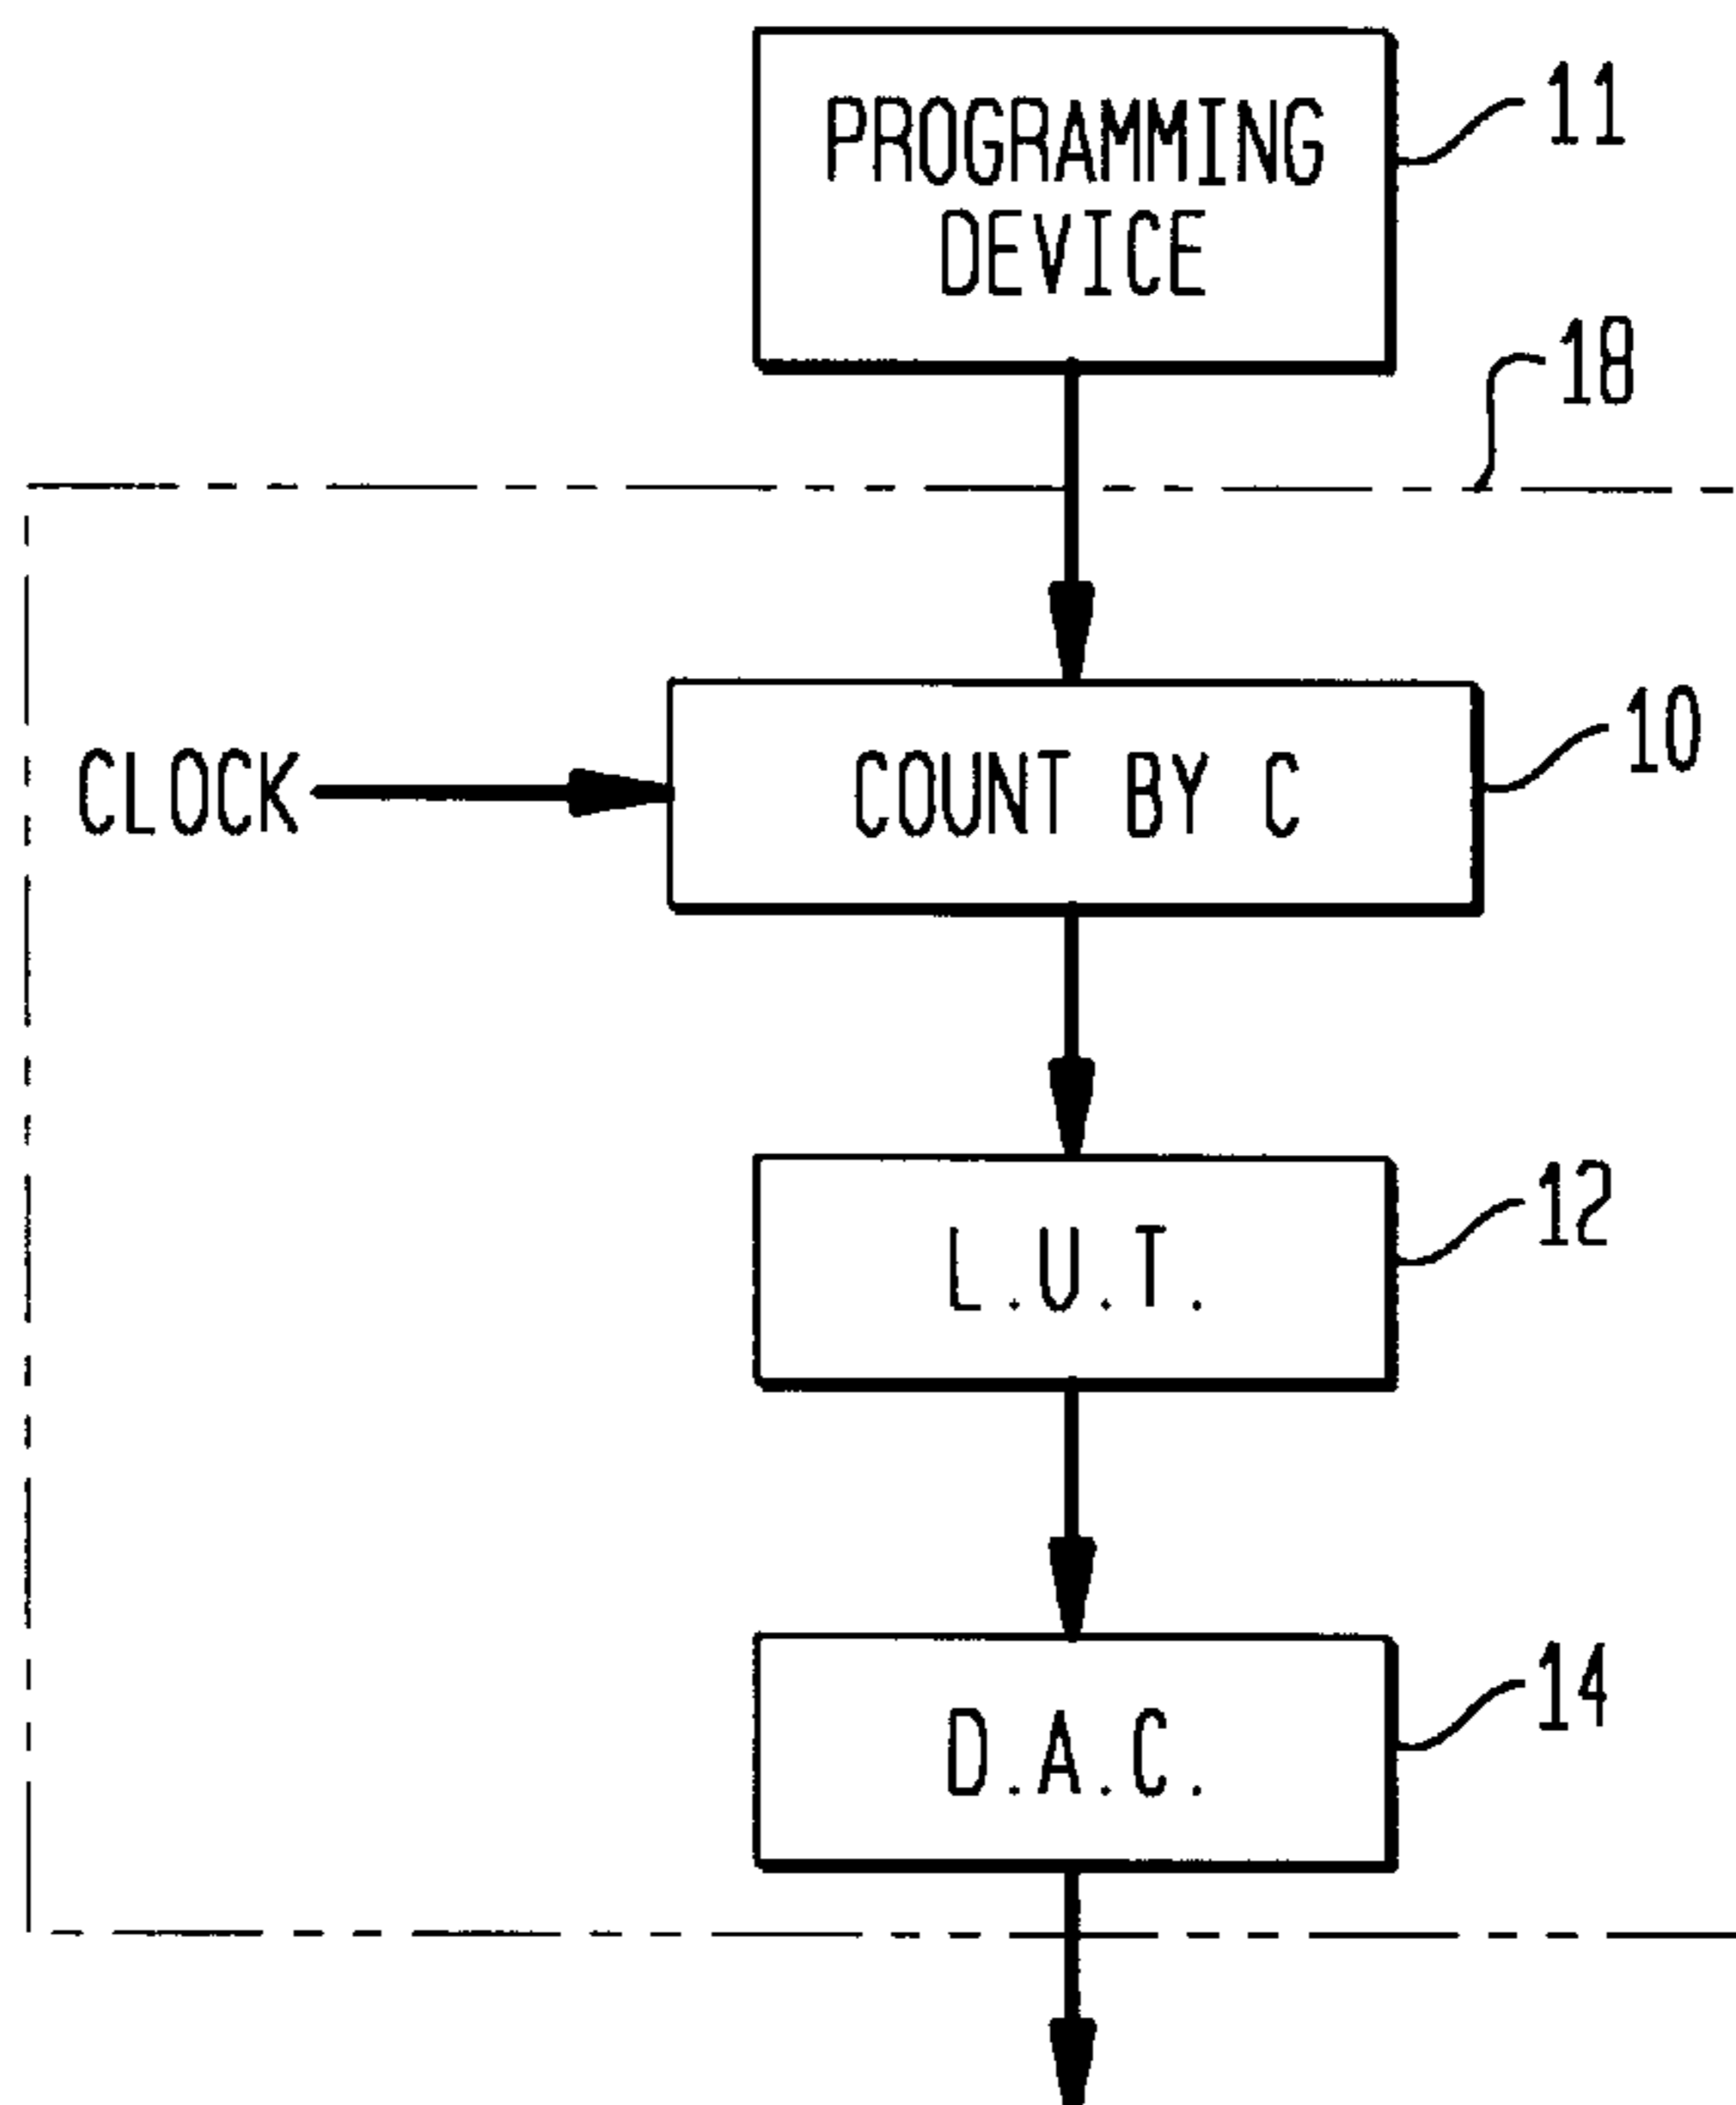 PROGRAMMING
DEVICE
11
18
CLOCK
COUNT BY C
10
L.U.T.
12
D.A.C.
14